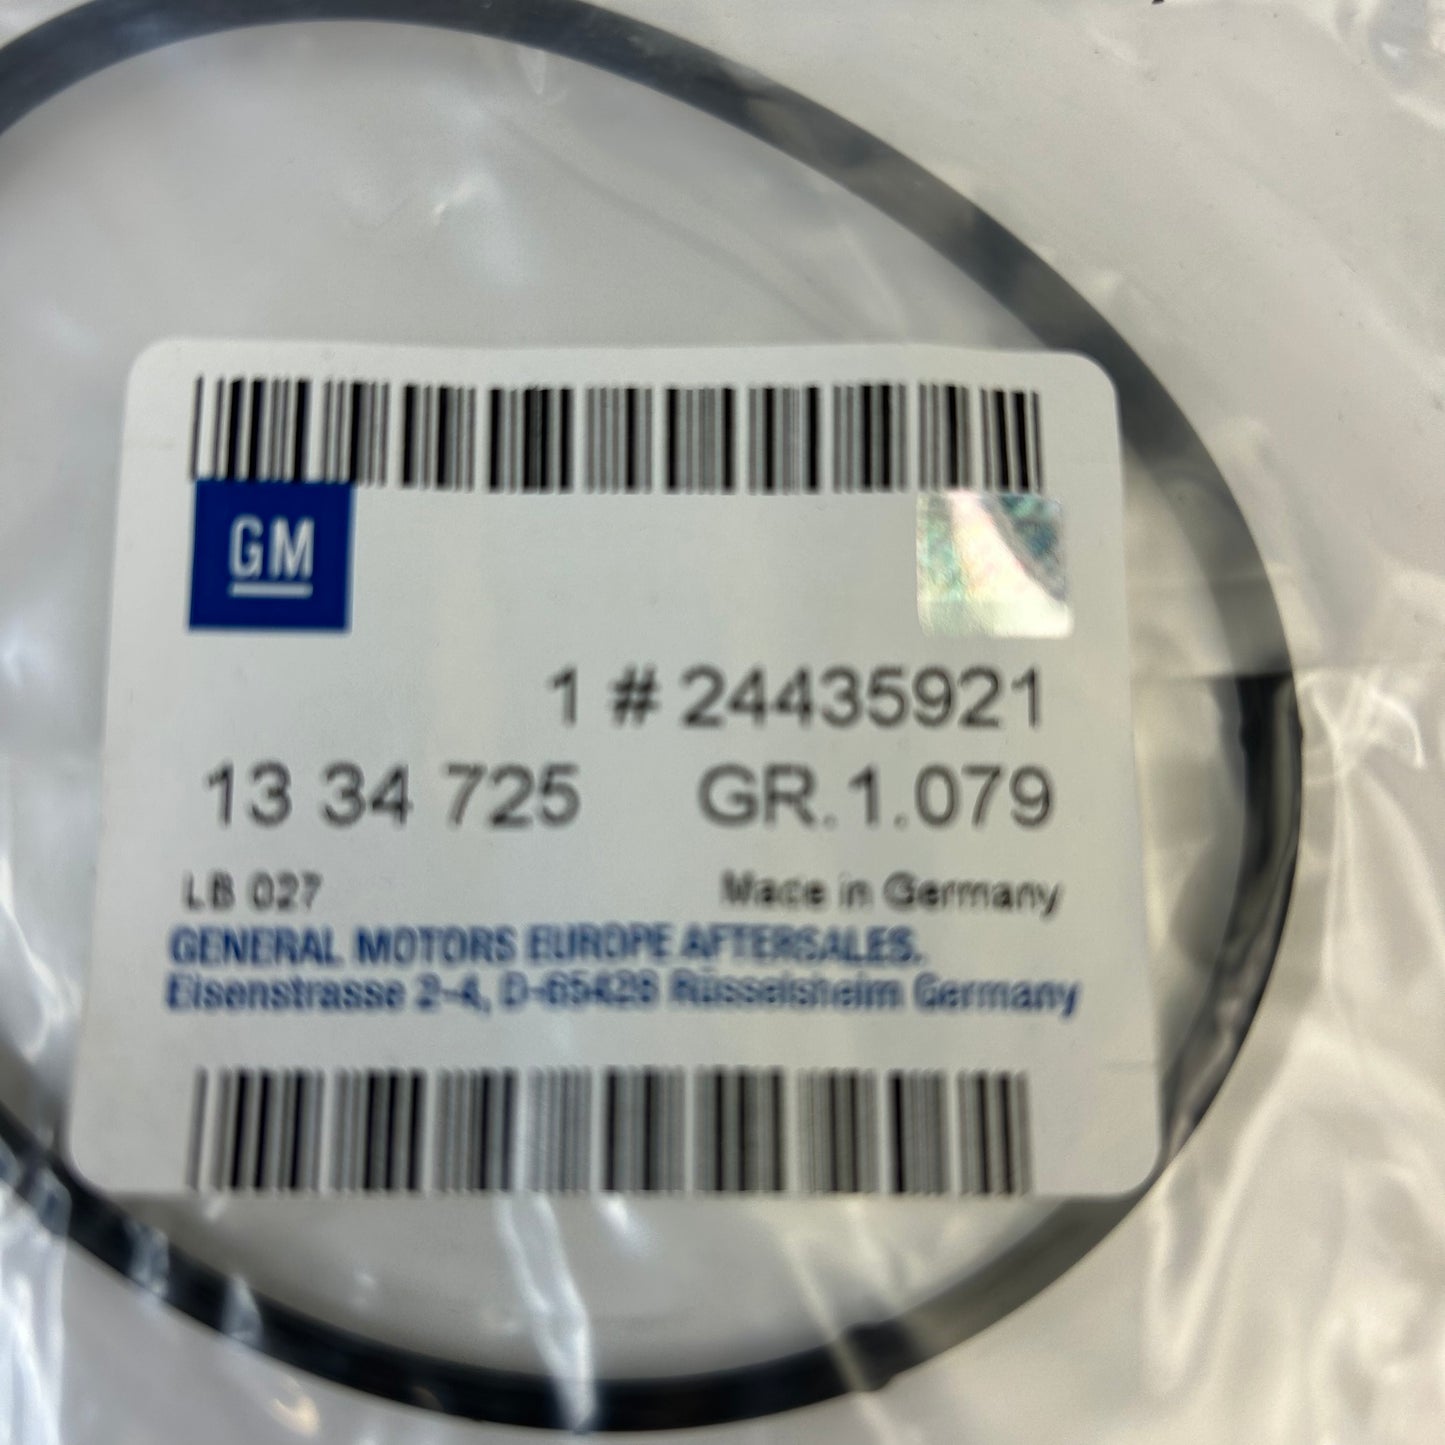 GM
1 # 24435921
13 34 725 GR.1.079
LB 027 Made in Germany
GENERAL MOTORS EUROPE AFTERSALES.
Eisenstrasse 2-4, D-65428 Rüsselsheim Germany